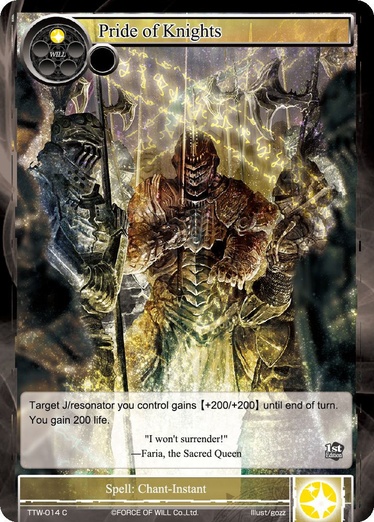 Pride of Knights
WILL
Target J/resonator you control gains 【+200/+200】 until end of turn.
You gain 200 life.
"I won't surrender!"
—Faria, the Sacred Queen
1st
Edition
Spell: Chant-Instant
TTW-014 C ©FORCE OF WILL Co.,Ltd. Illust/gozz